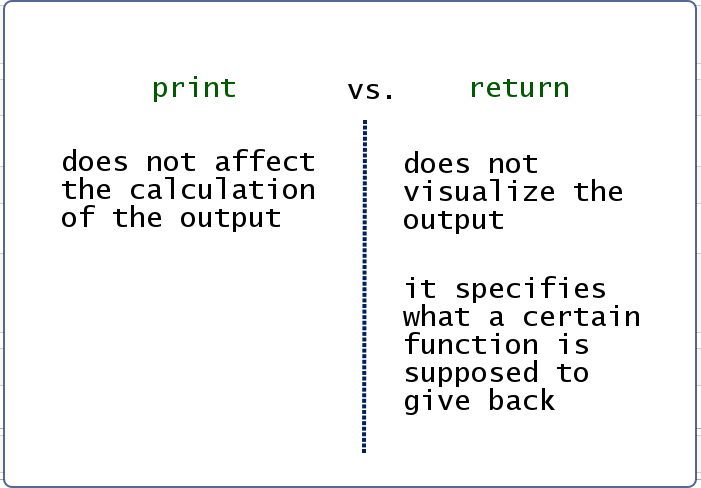 print vs. return
does not affect
the calculation
of the output
does not
visualize the
output
it specifies
what a certain
function is
supposed to
give back